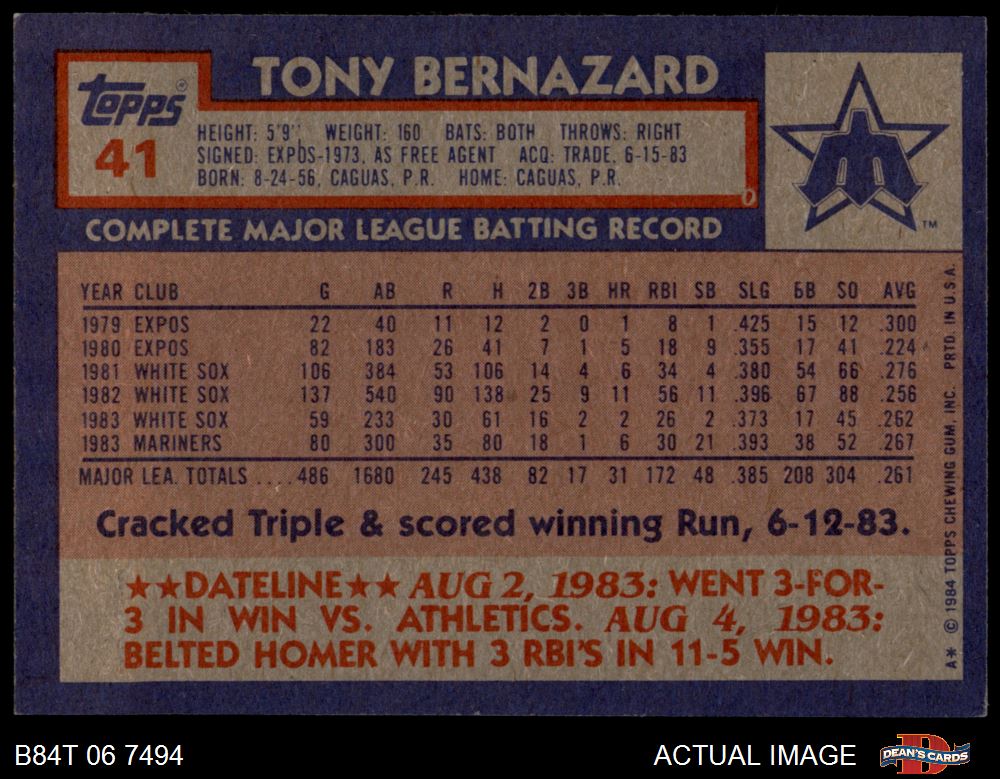 TONY BERNAZARD
Topps®
41
HEIGHT: 5'9" WEIGHT: 160 BATS: BOTH THROWS: RIGHT
SIGNED: EXPOS-1973, AS FREE AGENT ACQ: TRADE, 6-15-83
BORN: 8-24-56, CAGUAS, P.R. HOME: CAGUAS, P.R.
TM
COMPLETE MAJOR LEAGUE BATTING RECORD
YEAR CLUB G AB R H 2B 3B HR RBI SB SLG BB SO AVG
1979 EXPOS 22 40 11 12 2 0 1 8 1 .425 15 12 .300
1980 EXPOS 82 183 26 41 7 1 5 18 9 .355 17 41 .224
1981 WHITE SOX 106 384 53 106 14 4 6 34 4 .380 54 66 .276
1982 WHITE SOX 137 540 90 138 25 9 11 56 11 .396 67 88 .256
1983 WHITE SOX 59 233 30 61 16 2 2 26 2 .373 17 45 .262
1983 MARINERS 80 300 35 80 18 1 6 30 21 .393 38 52 .267
MAJOR LEA. TOTALS .... 486 1680 245 438 82 17 31 172 48 .385 208 304 .261
Cracked Triple & scored winning Run, 6-12-83.
★★DATELINE★★ AUG 2, 1983: WENT 3-FOR-
3 IN WIN VS. ATHLETICS. AUG 4, 1983:
BELTED HOMER WITH 3 RBI'S IN 11-5 WIN.
A* © 1984 TOPPS CHEWING GUM, INC. PRTD. IN U.S.A.
B84T 06 7494 ACTUAL IMAGE
D
DEAN'S CARDS